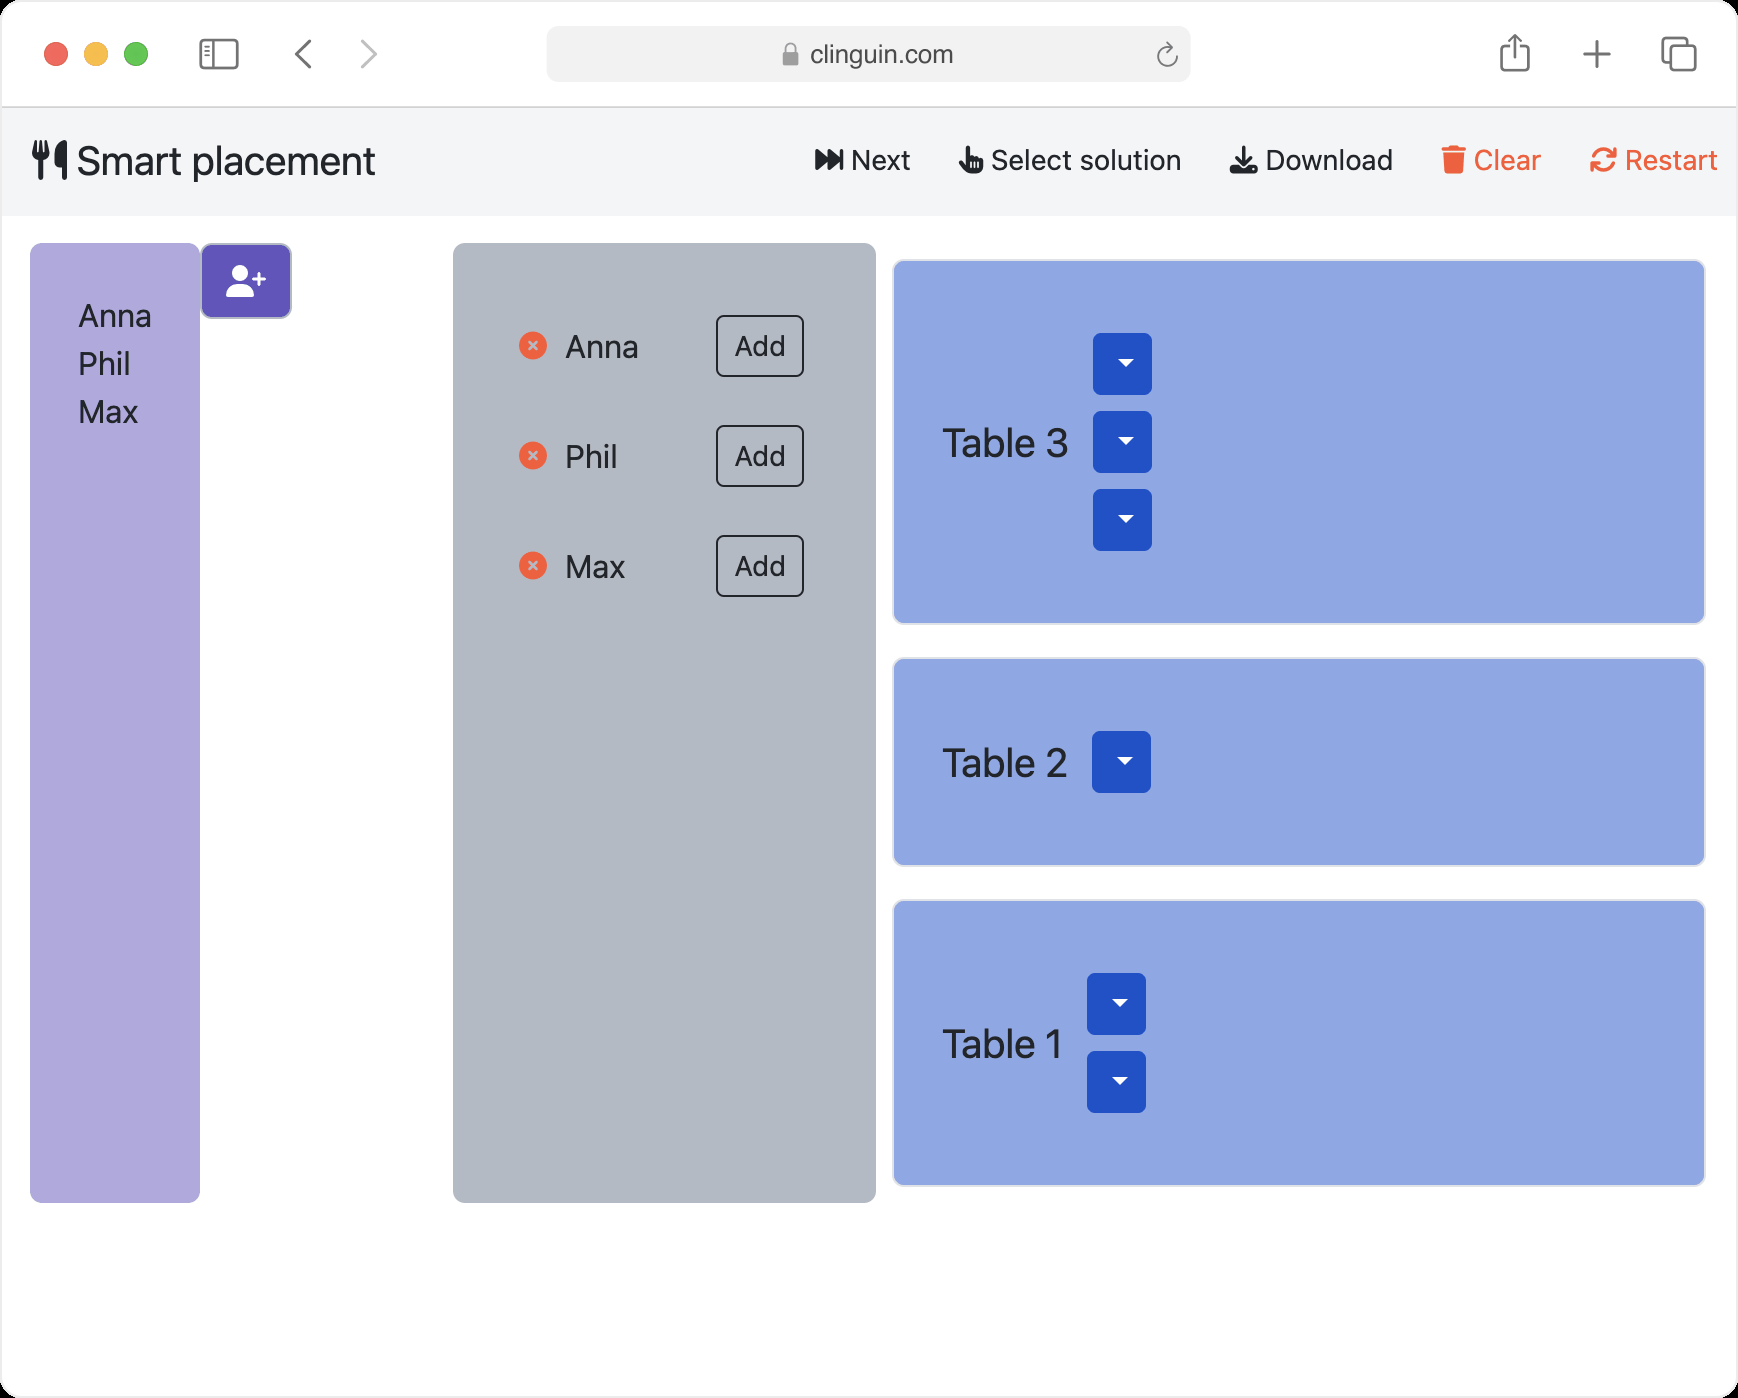 clinguin.com
Smart placement
Next
Select solution
Download
Clear
Restart
Anna
Phil
Max
Anna
Add
Phil
Add
Max
Add
Table 3
Table 2
Table 1